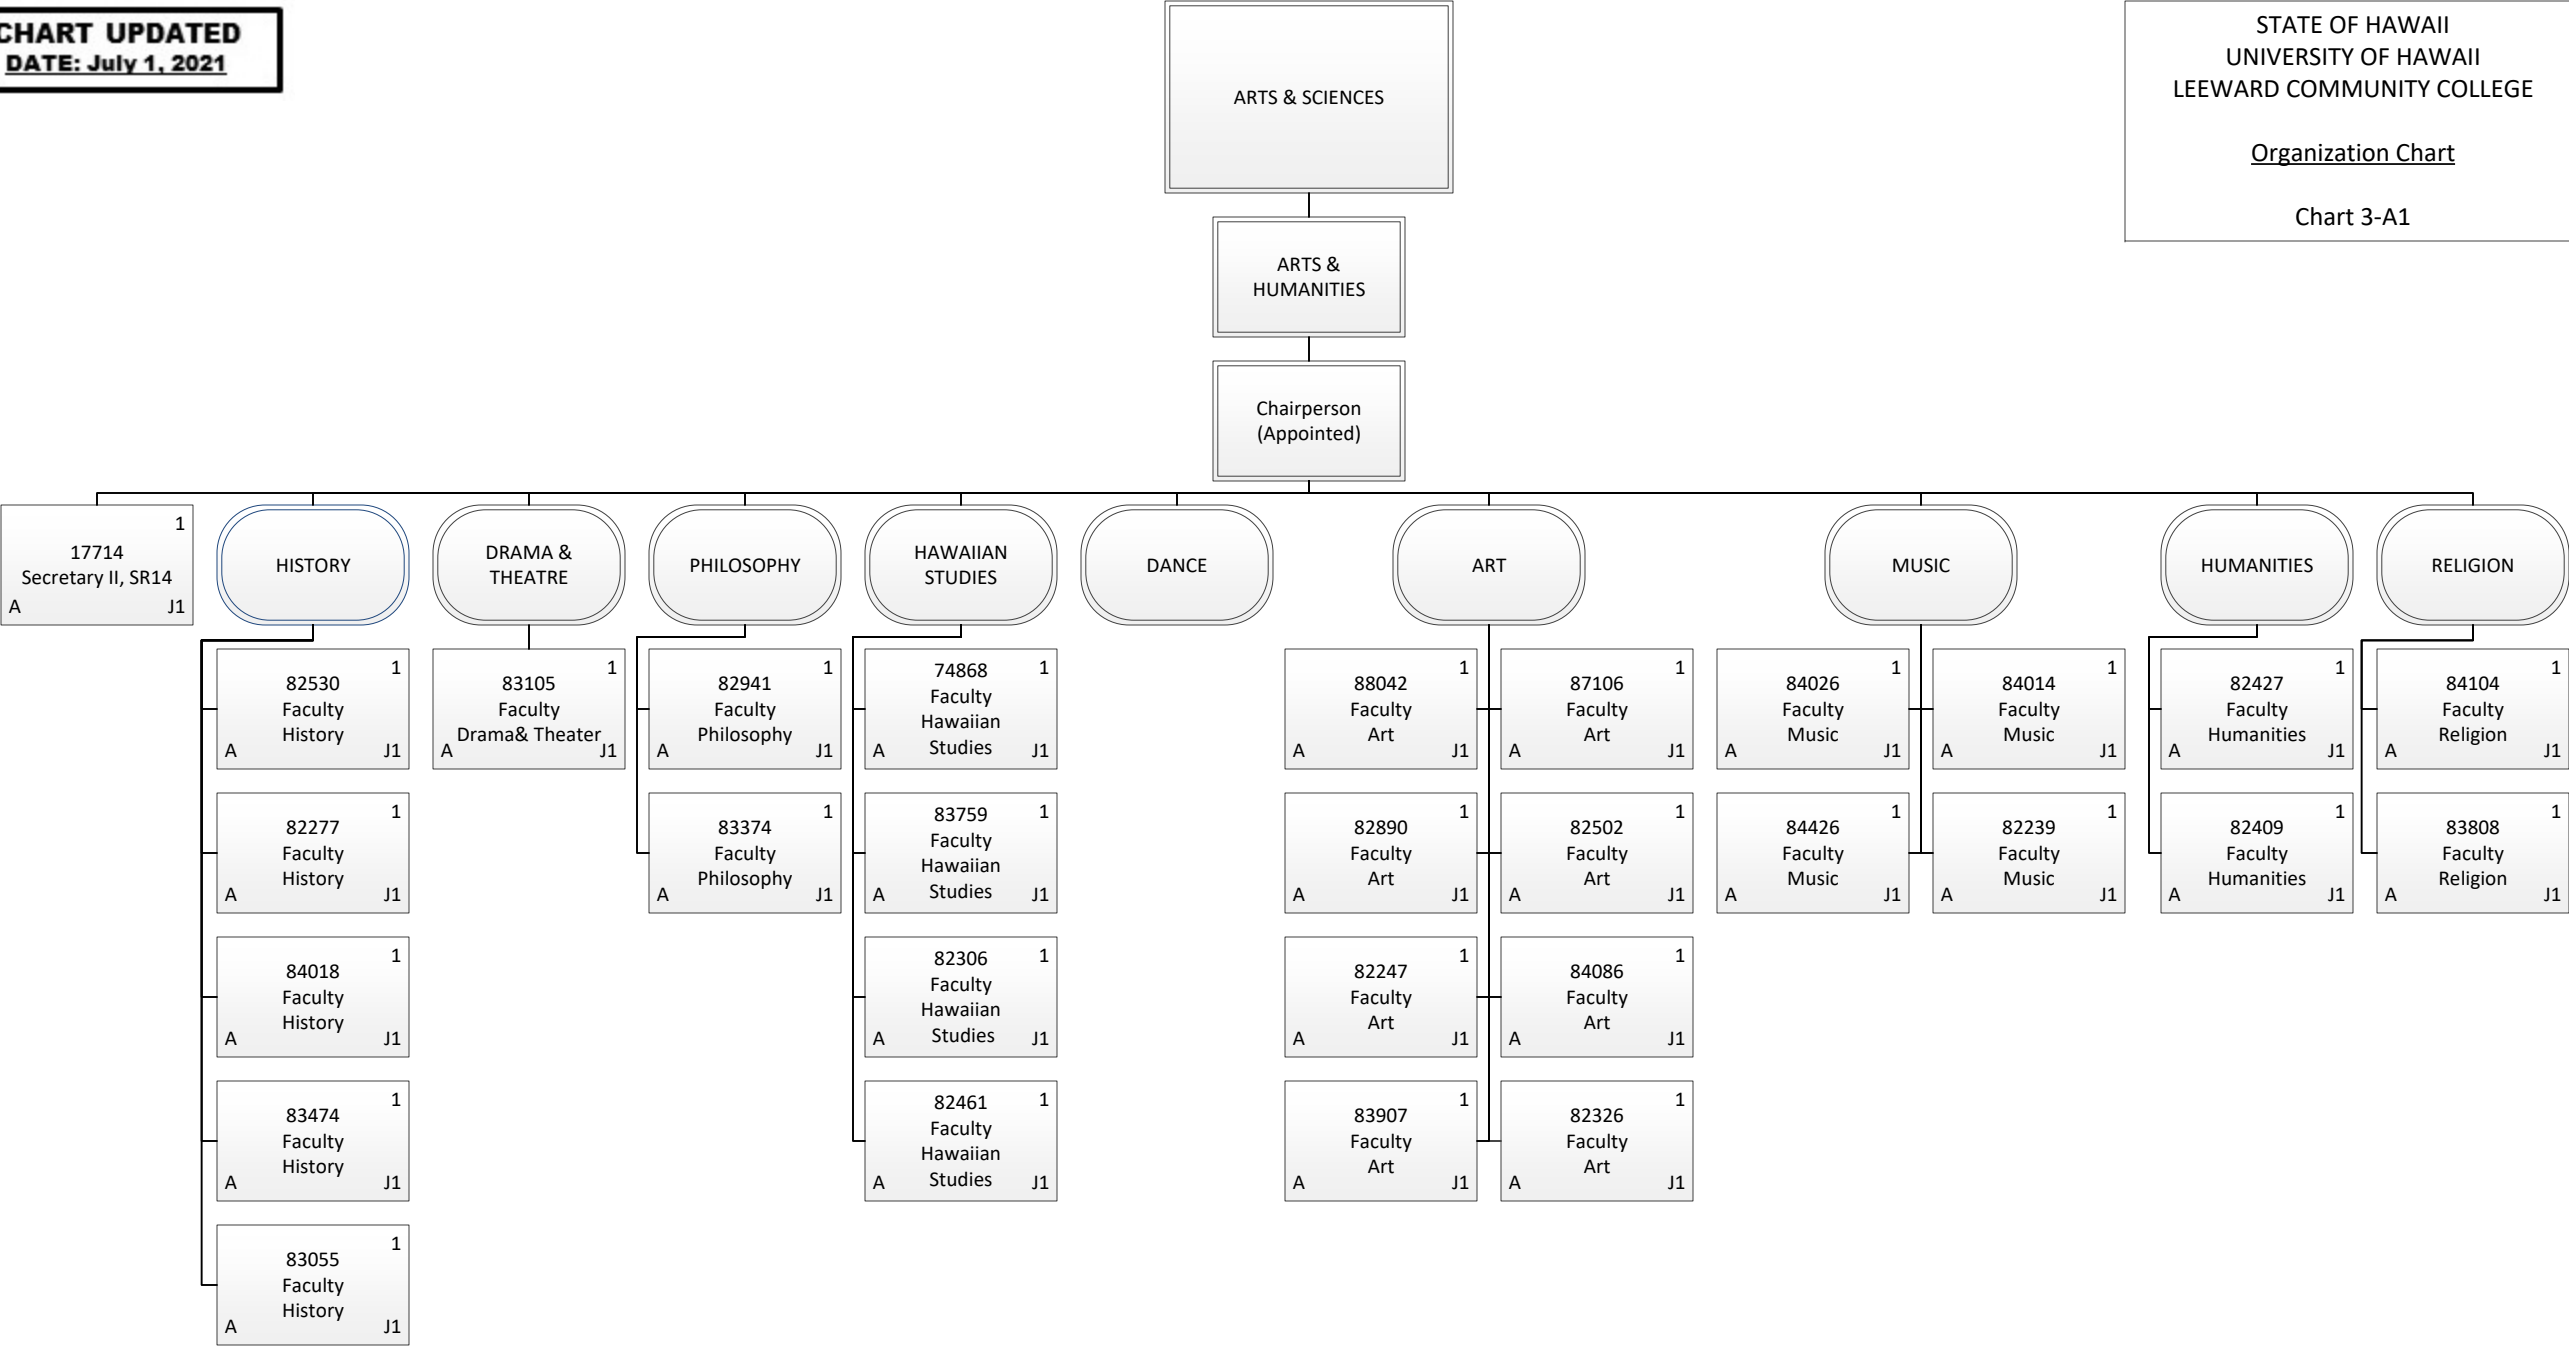 CHART UPDATED
DATE: July 1, 2021
STATE OF HAWAII
UNIVERSITY OF HAWAII
LEEWARD COMMUNITY COLLEGE
Organization Chart
Chart 3-A1
ARTS & SCIENCES
ARTS &
HUMANITIES
Chairperson
(Appointed)
1
17714
Secretary II, SR14
A J1
HISTORY
DRAMA &
THEATRE
PHILOSOPHY
HAWAIIAN
STUDIES
DANCE
ART
MUSIC
HUMANITIES
RELIGION
1
82530
Faculty
History
A J1
1
82277
Faculty
History
A J1
1
84018
Faculty
History
A J1
1
83474
Faculty
History
A J1
1
83055
Faculty
History
A J1
1
83105
Faculty
Drama& Theater
A J1
1
82941
Faculty
Philosophy
A J1
1
83374
Faculty
Philosophy
A J1
1
74868
Faculty
Hawaiian
Studies
A J1
1
83759
Faculty
Hawaiian
Studies
A J1
1
82306
Faculty
Hawaiian
Studies
A J1
1
82461
Faculty
Hawaiian
Studies
A J1
1
88042
Faculty
Art
A J1
1
87106
Faculty
Art
A J1
1
82890
Faculty
Art
A J1
1
82502
Faculty
Art
A J1
1
82247
Faculty
Art
A J1
1
84086
Faculty
Art
A J1
1
83907
Faculty
Art
A J1
1
82326
Faculty
Art
A J1
1
84026
Faculty
Music
A J1
1
84014
Faculty
Music
A J1
1
84426
Faculty
Music
A J1
1
82239
Faculty
Music
A J1
1
82427
Faculty
Humanities
A J1
1
82409
Faculty
Humanities
A J1
1
84104
Faculty
Religion
A J1
1
83808
Faculty
Religion
A J1